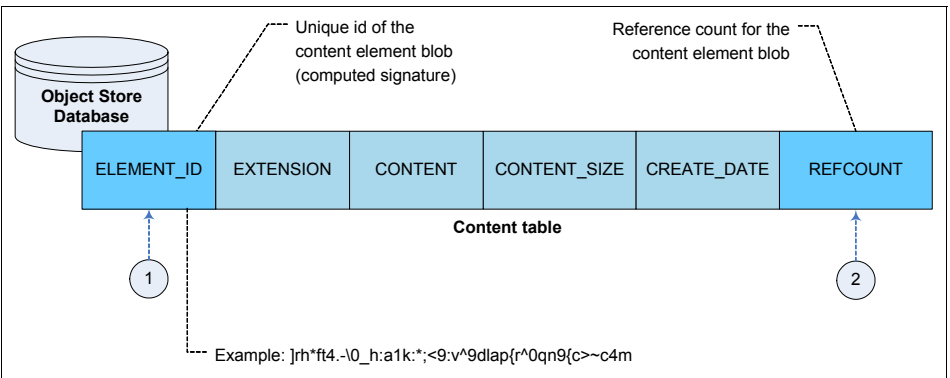 Unique id of the
content element blob
(computed signature)
Reference count for the
content element blob
Object Store
Database
ELEMENT_ID
EXTENSION
CONTENT
CONTENT_SIZE
CREATE_DATE
REFCOUNT
Content table
1
2
Example: ]rh*ft4.-\0_h:a1k:*;<9:v^9dlap{r^0qn9{c>~c4m